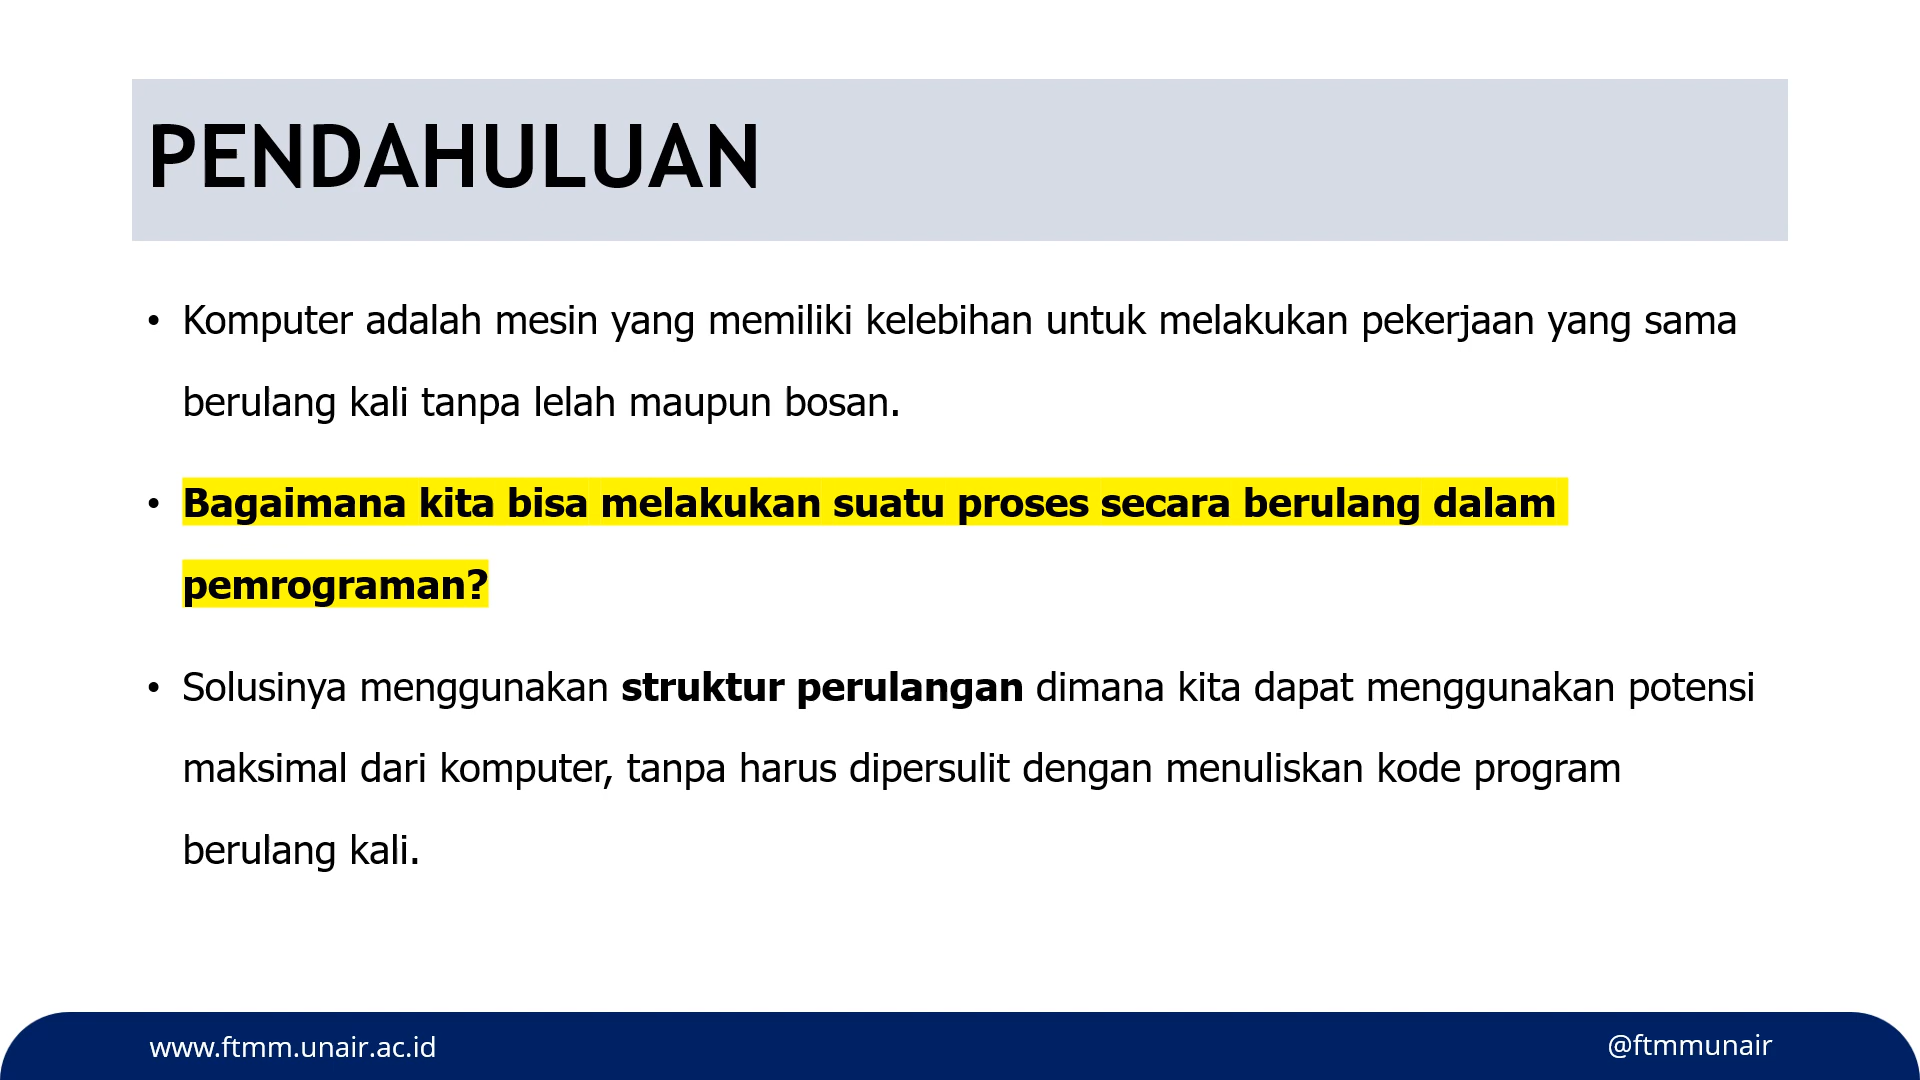 PENDAHULUAN
• Komputer adalah mesin yang memiliki kelebihan untuk melakukan pekerjaan yang sama
berulang kali tanpa lelah maupun bosan.
• Bagaimana kita bisa melakukan suatu proses secara berulang dalam
pemrograman?
• Solusinya menggunakan struktur perulangan dimana kita dapat menggunakan potensi
maksimal dari komputer, tanpa harus dipersulit dengan menuliskan kode program
berulang kali.
www.ftmm.unair.ac.id
@ftmmunair